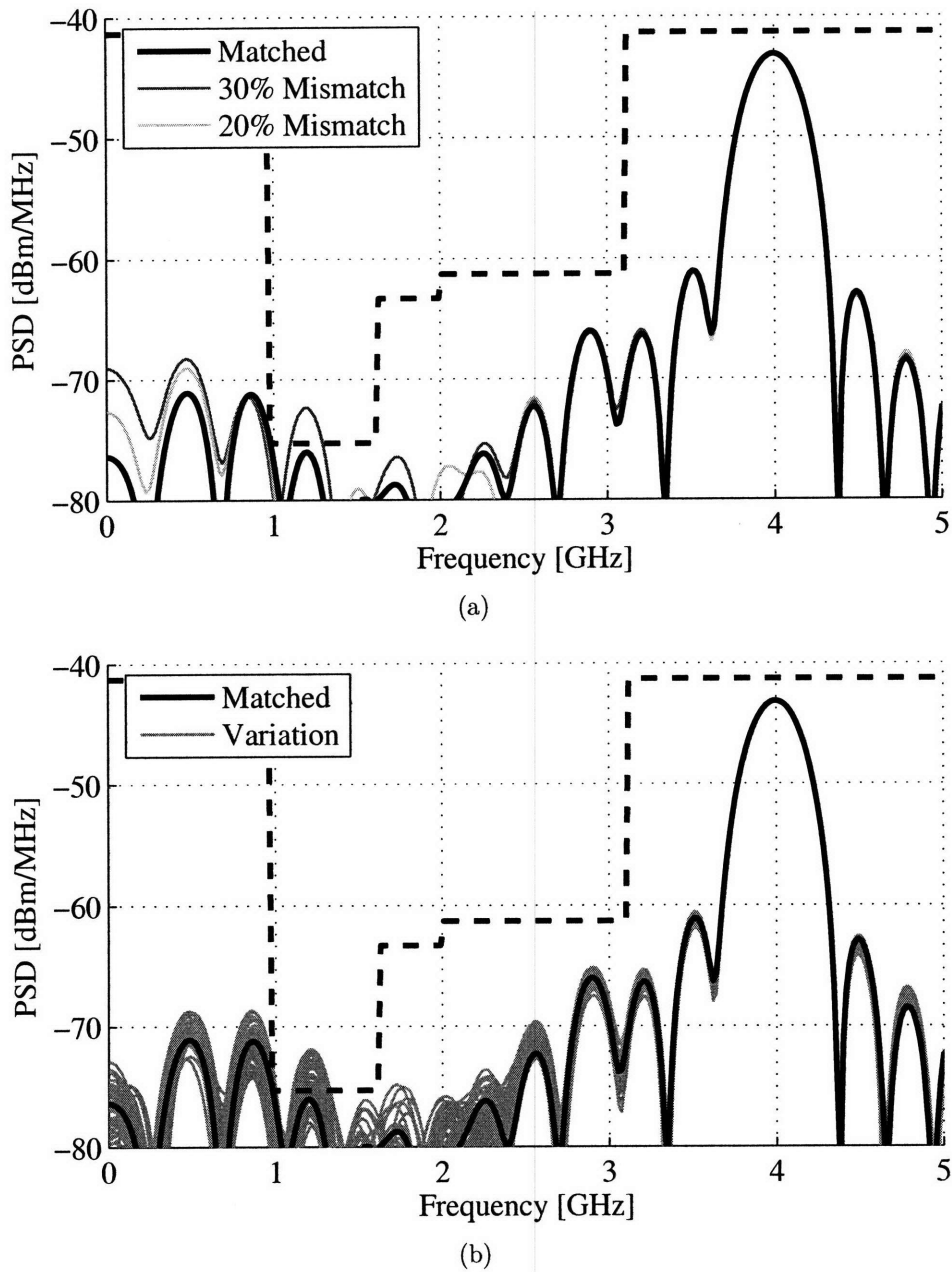 −40
−50
−60
−70
−80
PSD [dBm/MHz]
Matched
30% Mismatch
20% Mismatch
0 1 2 3 4 5
Frequency [GHz]
(a)
−40
−50
−60
−70
−80
PSD [dBm/MHz]
Matched
Variation
0 1 2 3 4 5
Frequency [GHz]
(b)